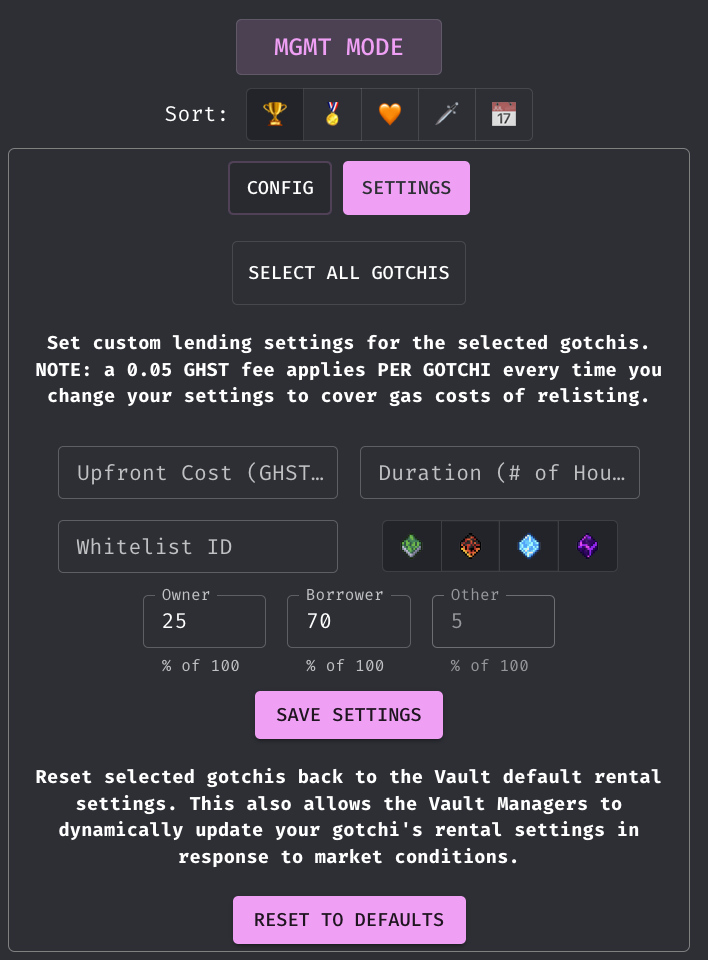 MGMT MODE
Sort:
17
CONFIG
SETTINGS
SELECT ALL GOTCHIS
Set custom lending settings for the selected gotchis.
NOTE: a 0.05 GHST fee applies PER GOTCHI every time you
change your settings to cover gas costs of relisting.
Upfront Cost (GHST…
Duration (# of Hou…
Whitelist ID
Owner
25
% of 100
Borrower
70
% of 100
Other
5
% of 100
SAVE SETTINGS
Reset selected gotchis back to the Vault default rental
settings. This also allows the Vault Managers to
dynamically update your gotchi's rental settings in
response to market conditions.
RESET TO DEFAULTS